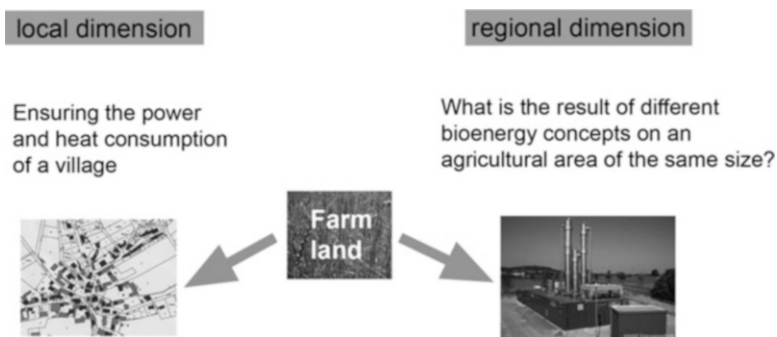 local dimension
regional dimension
Ensuring the power
and heat consumption
of a village
What is the result of different
bioenergy concepts on an
agricultural area of the same size?
Farm
land